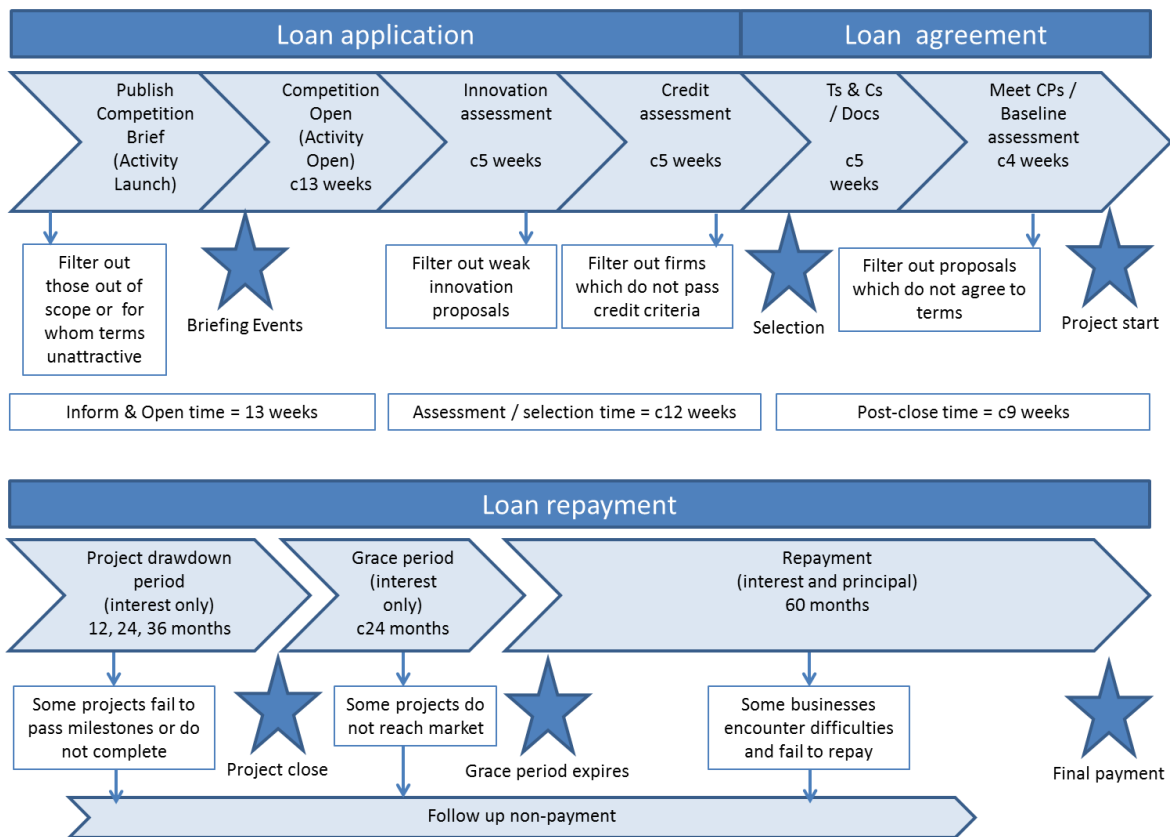 Loan application
Loan agreement
Publish
Competition
Brief
(Activity
Launch)
Competition
Open
(Activity
Open)
c13 weeks
Innovation
assessment
c5 weeks
Credit
assessment
c5 weeks
Ts & Cs
/ Docs
c5
weeks
Meet CPs /
Baseline
assessment
c4 weeks
Filter out
those out of
scope or for
whom terms
unattractive
Briefing Events
Filter out weak
innovation
proposals
Filter out firms
which do not pass
credit criteria
Selection
Filter out proposals
which do not agree to
terms
Project start
Inform & Open time = 13 weeks
Assessment / selection time = c12 weeks
Post-close time = c9 weeks
Loan repayment
Project drawdown
period
(interest only)
12, 24, 36 months
Grace period
(interest
only)
c24 months
Repayment
(interest and principal)
60 months
Some projects fail to
pass milestones or do
not complete
Project close
Some projects do
not reach market
Grace period expires
Some businesses
encounter difficulties
and fail to repay
Final payment
Follow up non-payment